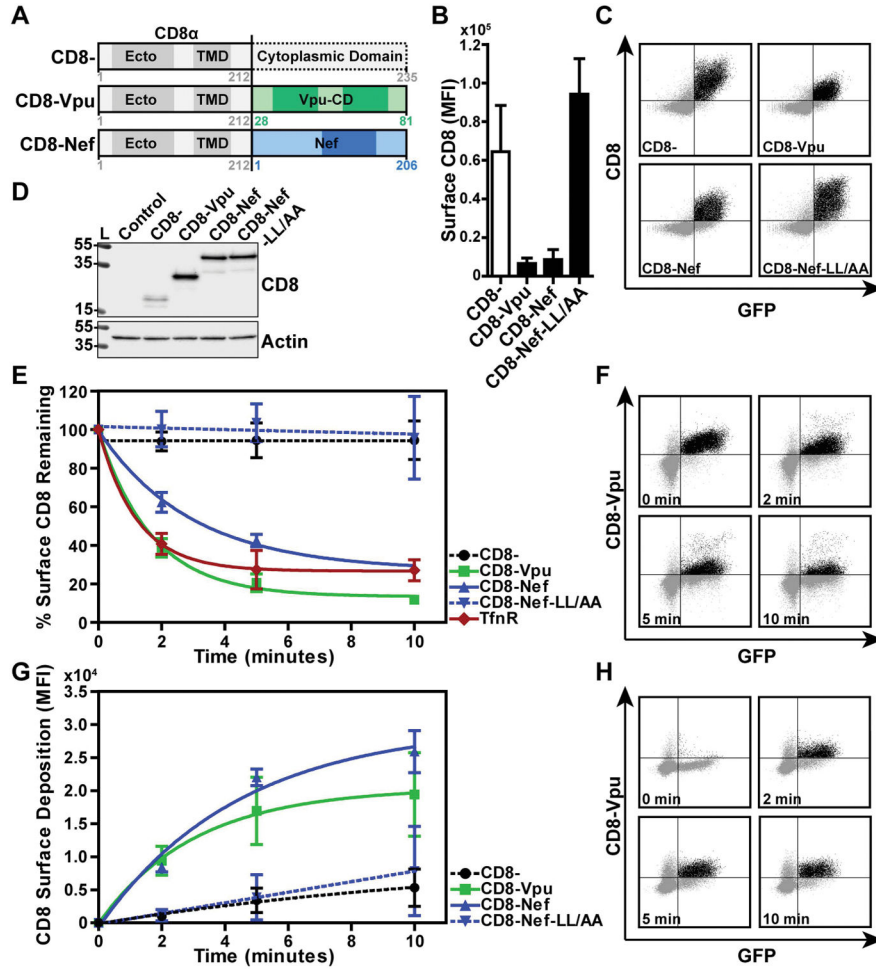 A
CD8α
CD8-
Ecto
TMD
Cytoplasmic Domain
1
212
235
CD8-Vpu
Ecto
TMD
Vpu-CD
1
212
28
81
CD8-Nef
Ecto
TMD
Nef
1
212
1
206
B
x10⁵
Surface CD8 (MFI)
1.2
1.0
0.8
0.6
0.4
0.2
0
CD8-
CD8-Vpu
CD8-Nef
CD8-Nef-LL/AA
C
CD8
CD8-
CD8-Vpu
CD8-Nef
CD8-Nef-LL/AA
GFP
D
L
Control
CD8-
CD8-Vpu
CD8-Nef
CD8-Nef
-LL/AA
55
35
15
CD8
55
35
Actin
E
% Surface CD8 Remaining
120
100
80
60
40
20
0
0
2
4
6
8
10
Time (minutes)
CD8-
CD8-Vpu
CD8-Nef
CD8-Nef-LL/AA
TfnR
F
CD8-Vpu
0 min
2 min
5 min
10 min
GFP
G
x10⁴
CD8 Surface Deposition (MFI)
3.5
3.0
2.5
2.0
1.5
1.0
0.5
0
0
2
4
6
8
10
Time (minutes)
CD8-
CD8-Vpu
CD8-Nef
CD8-Nef-LL/AA
H
CD8-Vpu
0 min
2 min
5 min
10 min
GFP